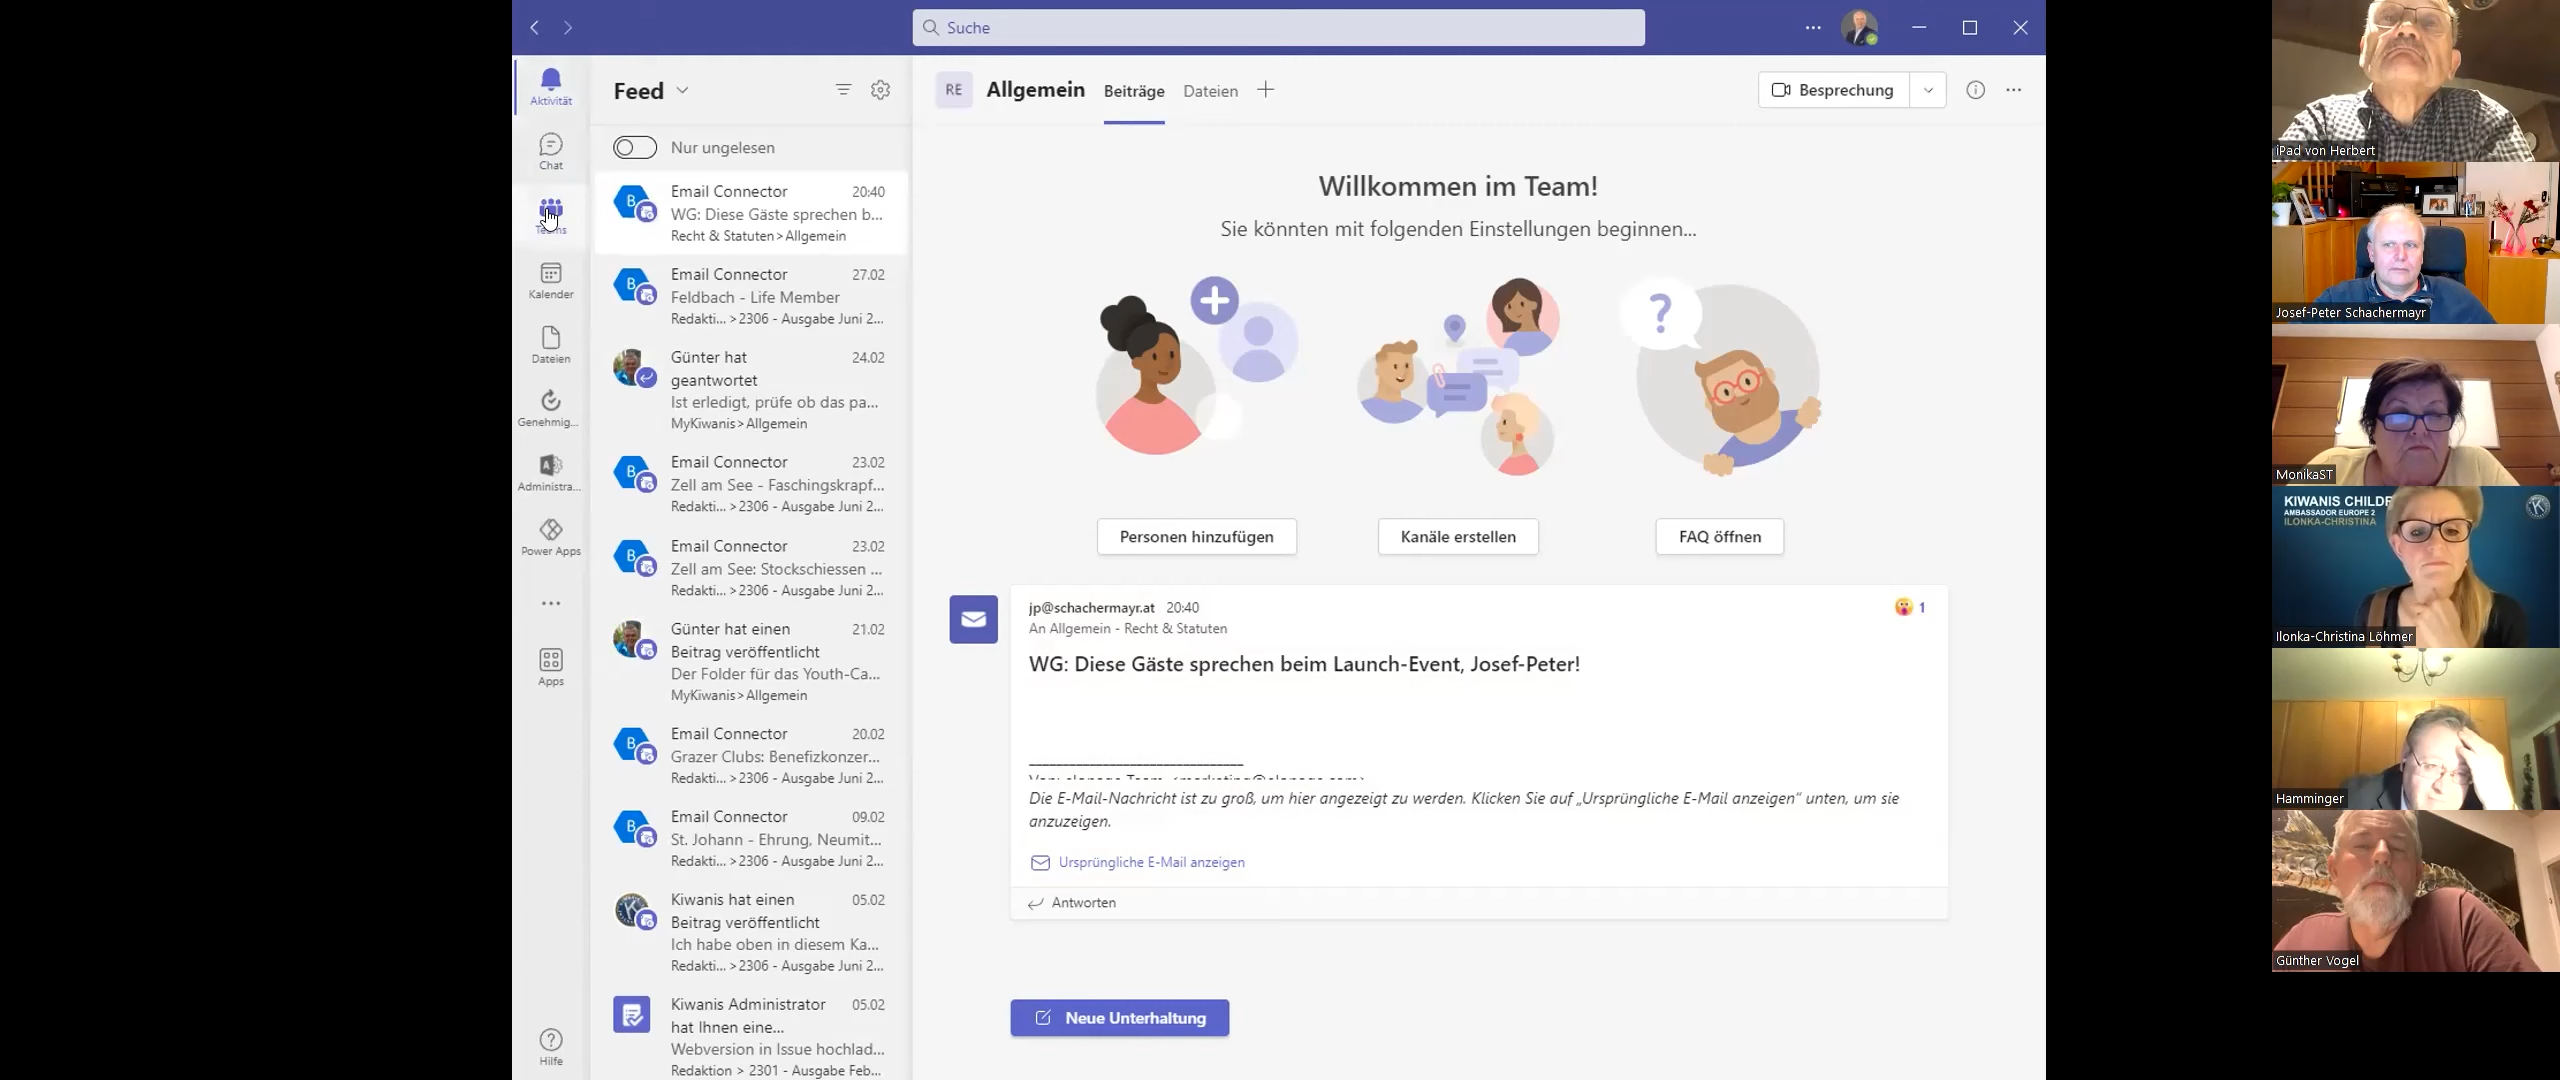 Suche
Aktivität
Chat
Teams
Kalender
Dateien
Genehmig...
Administra...
Power Apps
Apps
Hilfe
Feed
Nur ungelesen
Email Connector 20:40
WG: Diese Gäste sprechen b...
Recht & Statuten>Allgemein
Email Connector 27.02
Feldbach - Life Member
Redakti... >2306 - Ausgabe Juni 2...
Günter hat 24.02
geantwortet
Ist erledigt, prüfe ob das pa...
MyKiwanis>Allgemein
Email Connector 23.02
Zell am See - Faschingskrapf...
Redakti... >2306 - Ausgabe Juni 2...
Email Connector 23.02
Zell am See: Stockschiessen ...
Redakti... >2306 - Ausgabe Juni 2...
Günter hat einen 21.02
Beitrag veröffentlicht
Der Folder für das Youth-Ca...
MyKiwanis>Allgemein
Email Connector 20.02
Grazer Clubs: Benefizkonzer...
Redakti... >2306 - Ausgabe Juni 2...
Email Connector 09.02
St. Johann - Ehrung, Neumit...
Redakti... >2306 - Ausgabe Juni 2...
Kiwanis hat einen 05.02
Beitrag veröffentlicht
Ich habe oben in diesem Ka...
Redakti... >2306 - Ausgabe Juni 2...
Kiwanis Administrator 05.02
hat Ihnen eine...
Webversion in Issue hochlad...
Redaktion > 2301 - Ausgabe Feb...
RE Allgemein Beiträge Dateien
Besprechung
Willkommen im Team!
Sie könnten mit folgenden Einstellungen beginnen...
?
Personen hinzufügen Kanäle erstellen FAQ öffnen
jp@schachermayr.at 20:40
1
An Allgemein - Recht & Statuten
WG: Diese Gäste sprechen beim Launch-Event, Josef-Peter!
Die E-Mail-Nachricht ist zu groß, um hier angezeigt zu werden. Klicken Sie auf „Ursprüngliche E-Mail anzeigen“ unten, um sie
anzuzeigen.
Ursprüngliche E-Mail anzeigen
Antworten
Neue Unterhaltung
iPad von Herbert
Josef-Peter Schachermayr
MonikaST
KIWANIS CHILDR
AMBASSADOR EUROPE 2
ILONKA-CHRISTINA
Ilonka-Christina Löhmer
Hamminger
Günther Vogel